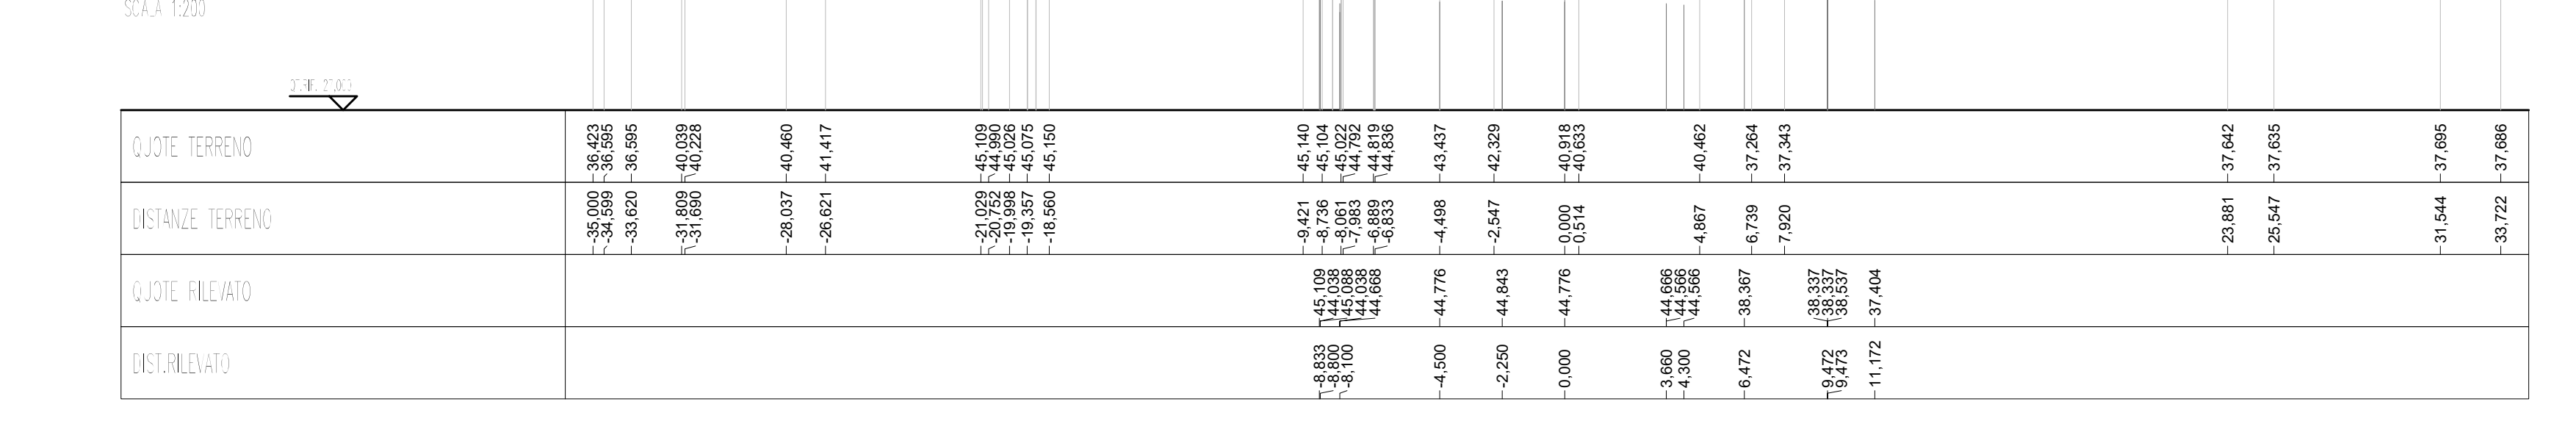 SCALA 1:200
QT.RIF. 27,000
QUOTE TERRENO
36,423 36,595 36,595 40,039 40,228 40,460 41,417 45,109 44,990 45,026 45,075 45,150 45,140 45,104 45,022 44,792 44,819 44,836 43,437 42,329 40,918 40,633 40,462 37,264 37,343 37,642 37,635 37,695 37,686
DISTANZE TERRENO
-35,000 -34,599 -33,620 -31,809 -31,690 -28,037 -26,621 -21,029 -20,752 -19,998 -19,357 -18,560 -9,421 -8,736 -8,061 -7,983 -6,889 -6,833 -4,498 -2,547 0,000 0,514 4,867 6,739 7,920 23,881 25,547 31,544 33,722
QUOTE RILEVATO
45,109 44,038 45,088 44,038 44,668 44,776 44,843 44,776 44,666 44,566 44,566 38,367 38,337 38,337 38,537 37,404
DIST.RILEVATO
-8,833 -8,800 -8,100 -4,500 -2,250 0,000 3,660 4,300 6,472 9,472 9,473 11,172